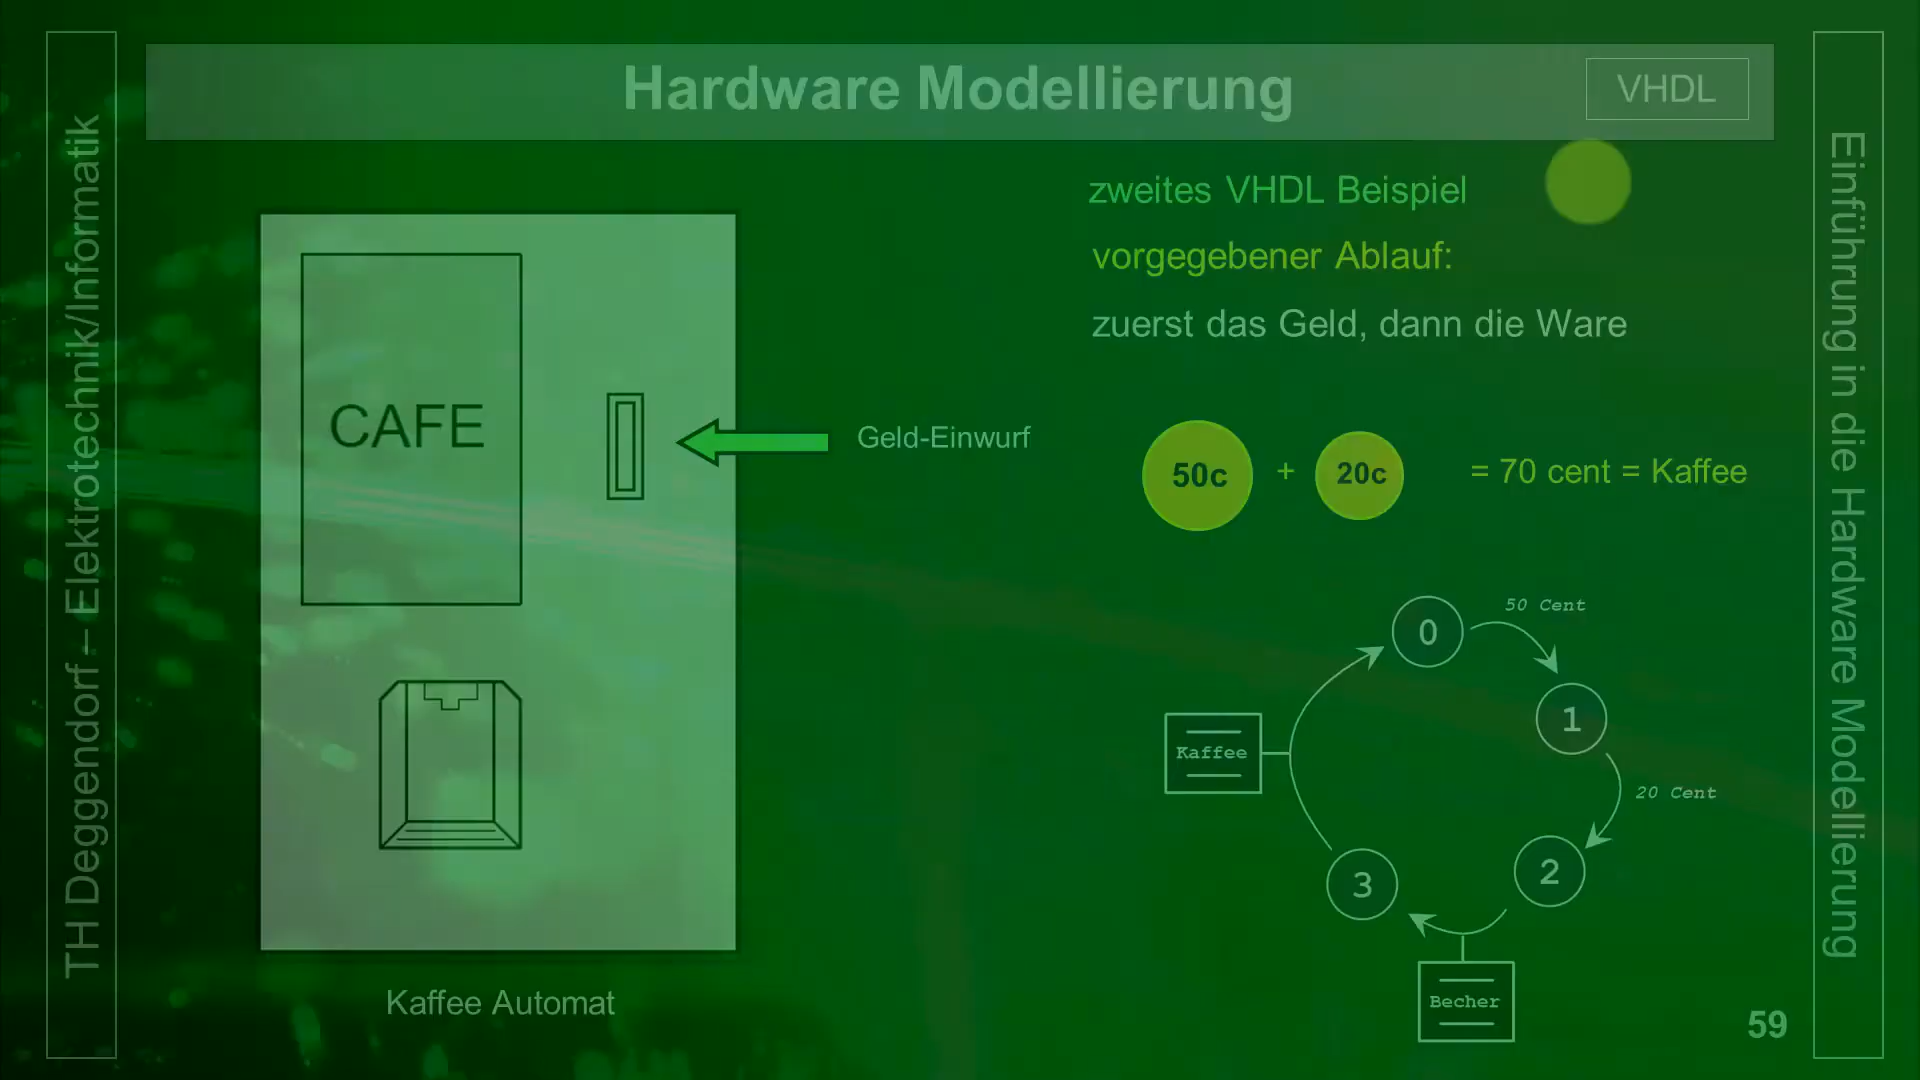 Hardware Modellierung
VHDL
TH Deggendorf – Elektrotechnik/Informatik
Einführung in die Hardware Modellierung
zweites VHDL Beispiel
vorgegebener Ablauf:
zuerst das Geld, dann die Ware
CAFE
Geld-Einwurf
50c + 20c = 70 cent = Kaffee
50 Cent
0
1
Kaffee
20 Cent
2
3
Becher
Kaffee Automat
59